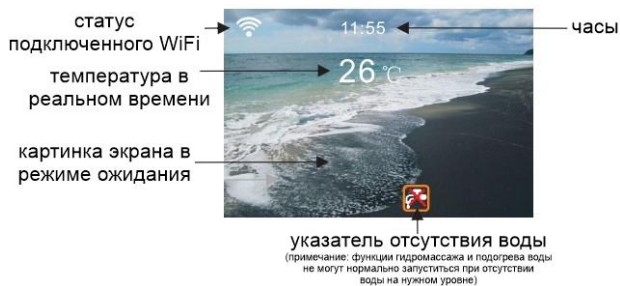 статус
подключенного WiFi
11:55
часы
температура в
реальном времени
26 °C
картинка экрана в
режиме ожидания
указатель отсутствия воды
(примечание: функции гидромассажа и подогрева воды
не могут нормально запуститься при отсутствии
воды на нужном уровне)